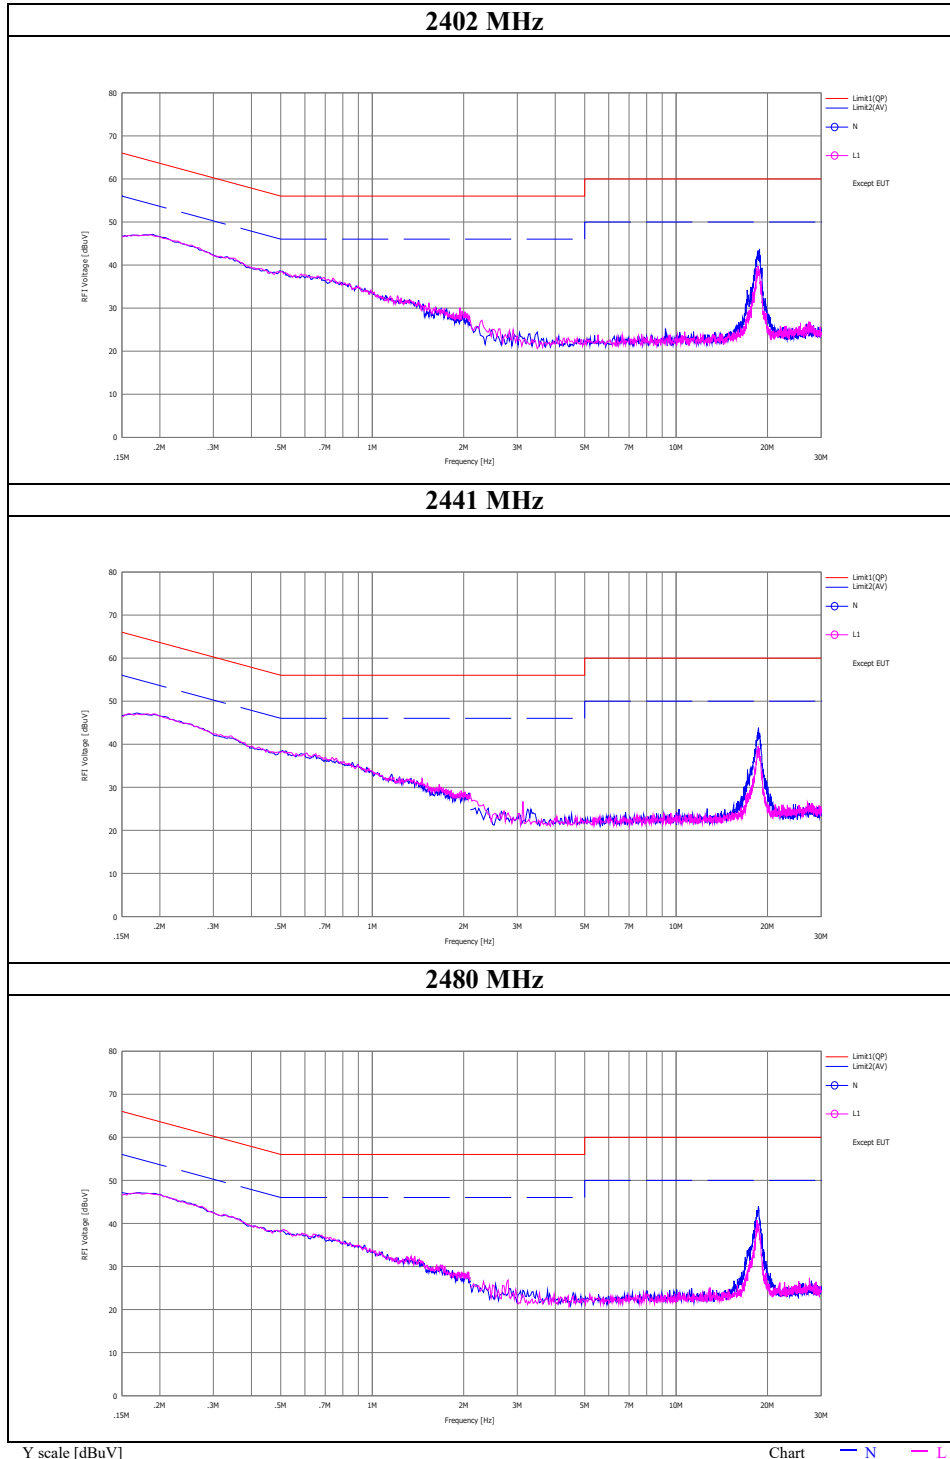 2402 MHz
80
70
60
50
40
30
20
10
0
RFI Voltage [dBuV]
.15M
.2M
.3M
.5M
.7M
1M
2M
3M
5M
7M
10M
20M
30M
Frequency [Hz]
Limit1(QP)
Limit2(AV)
N
L1
Except EUT
2441 MHz
80
70
60
50
40
30
20
10
0
RFI Voltage [dBuV]
.15M
.2M
.3M
.5M
.7M
1M
2M
3M
5M
7M
10M
20M
30M
Frequency [Hz]
Limit1(QP)
Limit2(AV)
N
L1
Except EUT
2480 MHz
80
70
60
50
40
30
20
10
0
RFI Voltage [dBuV]
.15M
.2M
.3M
.5M
.7M
1M
2M
3M
5M
7M
10M
20M
30M
Frequency [Hz]
Limit1(QP)
Limit2(AV)
N
L1
Except EUT
Y scale [dBuV] Chart N L